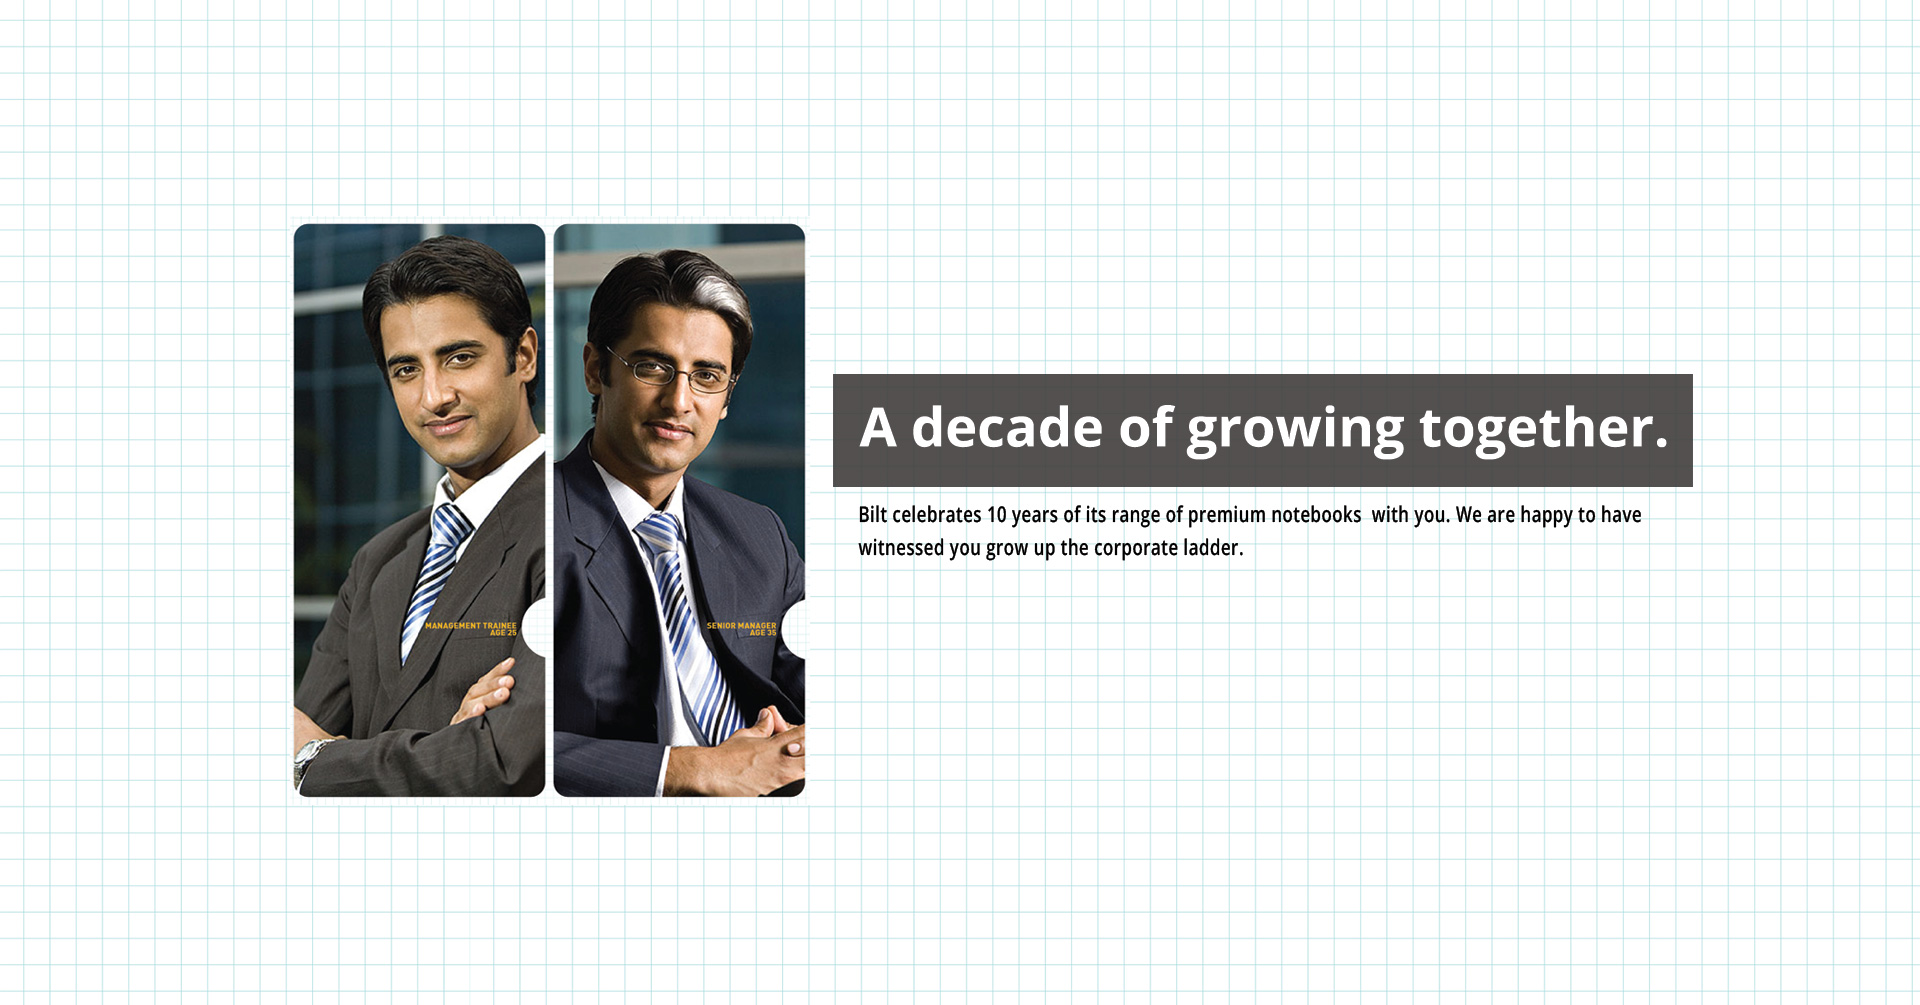 MANAGEMENT TRAINEE
AGE 25
SENIOR MANAGER
AGE 35
A decade of growing together.
Bilt celebrates 10 years of its range of premium notebooks  with you. We are happy to have
witnessed you grow up the corporate ladder.